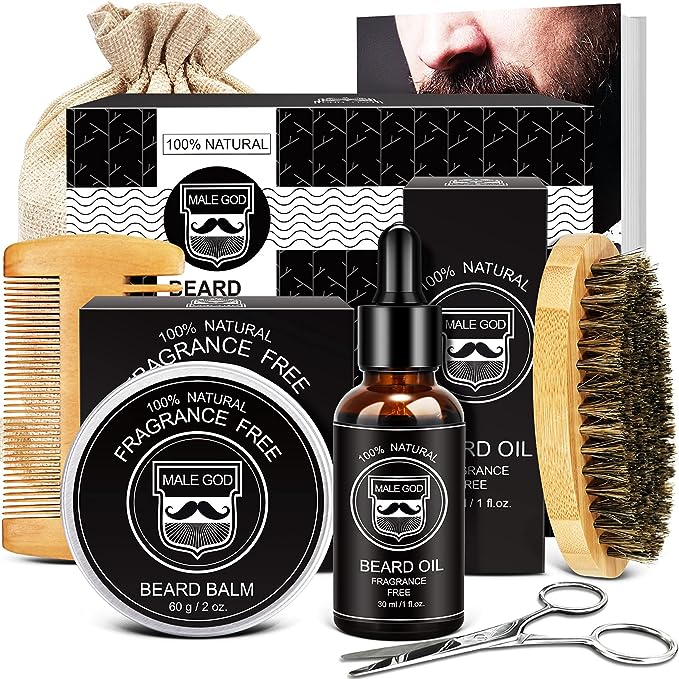 100% NATURAL
MALE GOD
BEARD
100% NATURAL
MALE GOD
RD OIL
GRANCE
EE
l / 1 fl.oz.
100% NATURAL
FRAGRANCE FREE
100% NATURAL
FRAGRANCE FREE
MALE GOD
BEARD BALM
60 g / 2 oz.
100% NATURAL
MALE GOD
BEARD OIL
FRAGRANCE
FREE
30 ml /1 fl.oz.